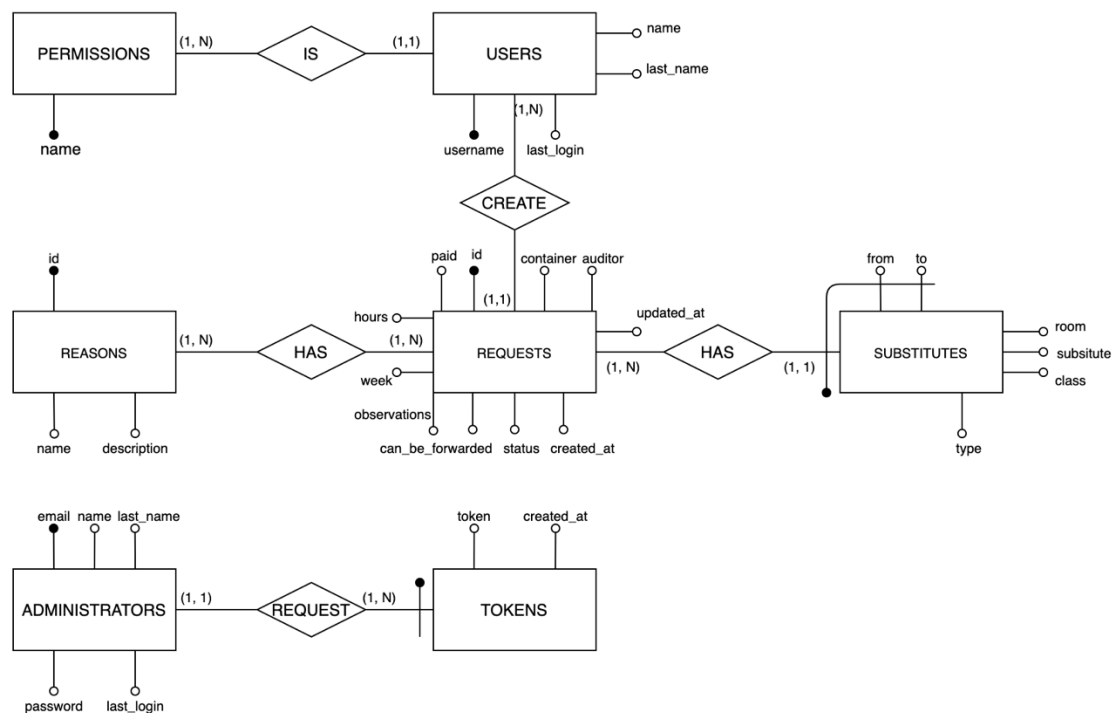 PERMISSIONS
(1, N)
IS
(1,1)
USERS
name
last_name
name
username
(1,N)
last_login
CREATE
id
paid
id
container
auditor
from
to
(1,1)
hours
updated_at
REASONS
(1, N)
HAS
(1, N)
REQUESTS
(1, N)
HAS
(1, 1)
SUBSTITUTES
room
subsitute
class
week
observations
name
description
can_be_forwarded
status
created_at
type
email
name
last_name
token
created_at
ADMINISTRATORS
(1, 1)
REQUEST
(1, N)
TOKENS
password
last_login